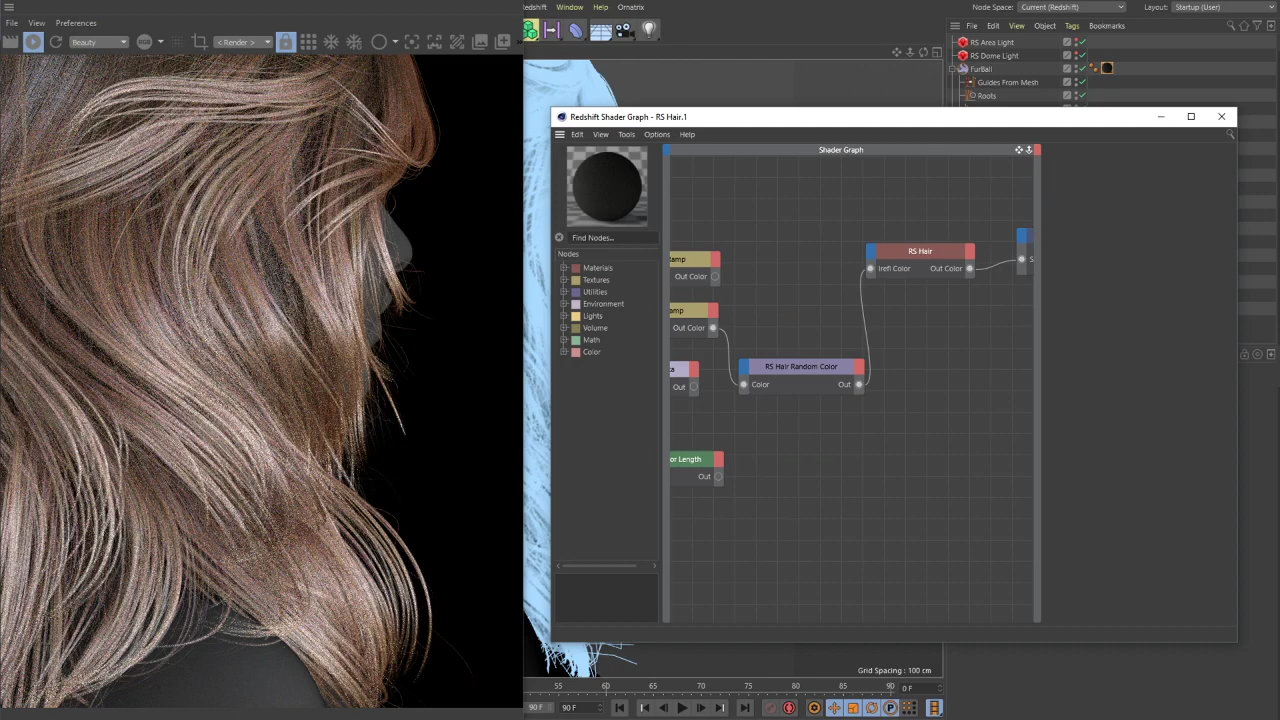 Redshift Window Help Ornatrix
Node Space: Current (Redshift) Layout: Startup (User)
File View Preferences
File Edit View Object Tags Bookmarks
Beauty RGB < Render >
RS Area Light
RS Dome Light
FurBall
Guides From Mesh
Roots
Redshift Shader Graph - RS Hair.1
Edit View Tools Options Help
Shader Graph
Find Nodes...
Nodes
Materials
Textures
Utilities
Environment
Lights
Volume
Math
Color
amp
Out Color
amp
Out Color
Out
or Length
Out
RS Hair Random Color
Color Out
RS Hair
Irefl Color Out Color
S
Grid Spacing : 100 cm
55 60 65 70 75 80 85 90
0 F
90 F 90 F